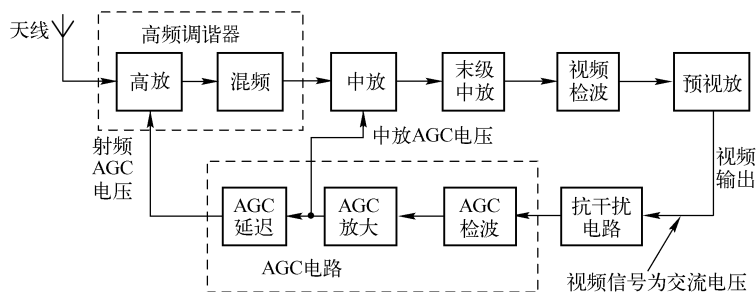 天线
高频调谐器
高放
混频
中放
末级
中放
视频
检波
预视放
中放AGC电压
射频
AGC
电压
视频
输出
AGC
延迟
AGC
放大
AGC
检波
抗干扰
电路
AGC电路
视频信号为交流电压